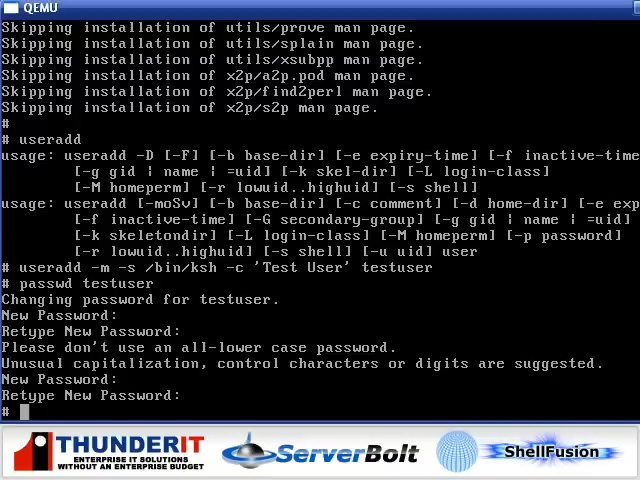 QEMU
Skipping installation of utils/prove man page.
Skipping installation of utils/splain man page.
Skipping installation of utils/xsubpp man page.
Skipping installation of x2p/a2p.pod man page.
Skipping installation of x2p/find2perl man page.
Skipping installation of x2p/s2p man page.
#
# useradd
usage: useradd -D [-F] [-b base-dir] [-e expiry-time] [-f inactive-time
[-g gid | name | =uid] [-k skel-dir] [-L login-class]
[-M homeperm] [-r lowuid..highuid] [-s shell]
usage: useradd [-moSv] [-b base-dir] [-c comment] [-d home-dir] [-e exp
[-f inactive-time] [-G secondary-group] [-g gid | name | =uid]
[-k skeletondir] [-L login-class] [-M homeperm] [-p password]
[-r lowuid..highuid] [-s shell] [-u uid] user
# useradd -m -s /bin/ksh -c 'Test User' testuser
# passwd testuser
Changing password for testuser.
New Password:
Retype New Password:
Please don't use an all-lower case password.
Unusual capitalization, control characters or digits are suggested.
New Password:
Retype New Password:
#
THUNDERIT
ENTERPRISE IT SOLUTIONS
WITHOUT AN ENTERPRISE BUDGET
ServerBolt
ShellFusion